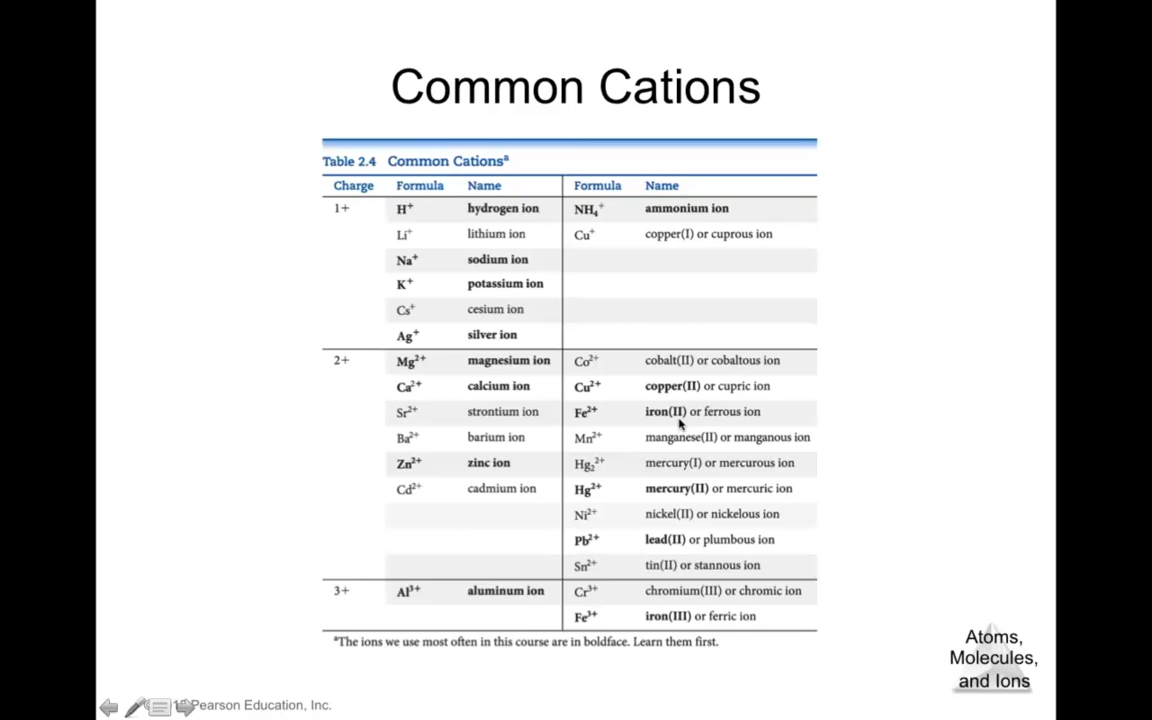 Common Cations
Table 2.4 Common Cationsᵃ
Charge Formula Name Formula Name
1+ H⁺ hydrogen ion NH₄⁺ ammonium ion
Li⁺ lithium ion Cu⁺ copper(I) or cuprous ion
Na⁺ sodium ion
K⁺ potassium ion
Cs⁺ cesium ion
Ag⁺ silver ion
2+ Mg²⁺ magnesium ion Co²⁺ cobalt(II) or cobaltous ion
Ca²⁺ calcium ion Cu²⁺ copper(II) or cupric ion
Sr²⁺ strontium ion Fe²⁺ iron(II) or ferrous ion
Ba²⁺ barium ion Mn²⁺ manganese(II) or manganous ion
Zn²⁺ zinc ion Hg₂²⁺ mercury(I) or mercurous ion
Cd²⁺ cadmium ion Hg²⁺ mercury(II) or mercuric ion
Ni²⁺ nickel(II) or nickelous ion
Pb²⁺ lead(II) or plumbous ion
Sn²⁺ tin(II) or stannous ion
3+ Al³⁺ aluminum ion Cr³⁺ chromium(III) or chromic ion
Fe³⁺ iron(III) or ferric ion
ᵃThe ions we use most often in this course are in boldface. Learn them first.
Atoms,
Molecules,
and Ions
Pearson Education, Inc.